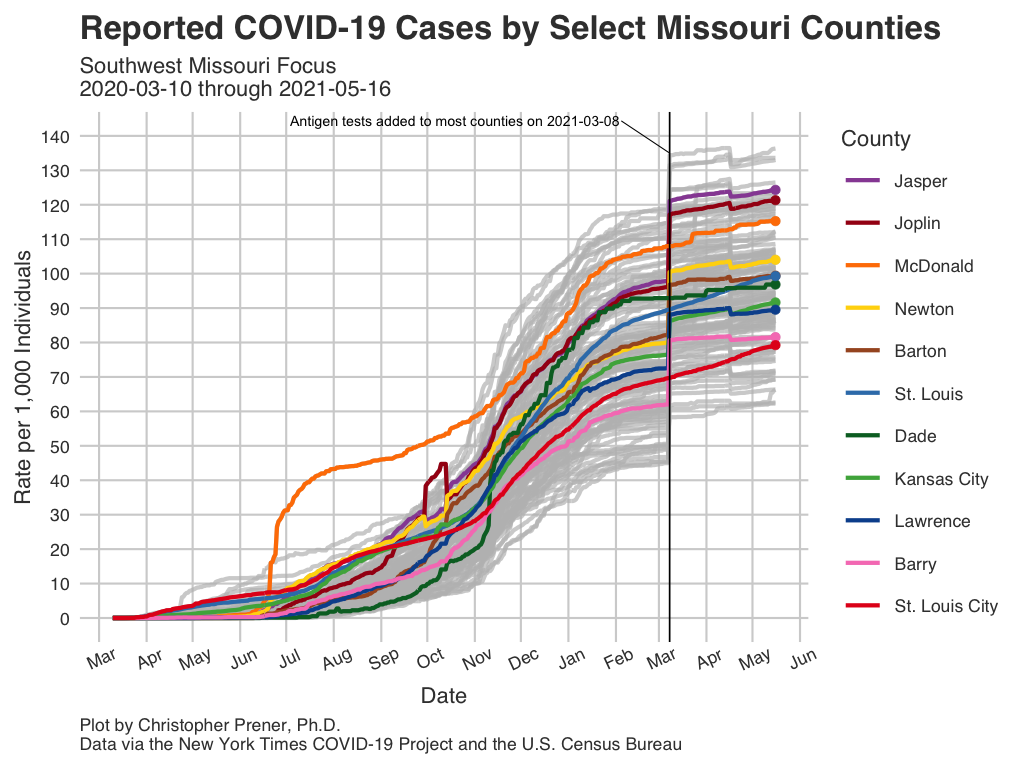 Reported COVID-19 Cases by Select Missouri Counties
Southwest Missouri Focus
2020-03-10 through 2021-05-16
Antigen tests added to most counties on 2021-03-08
Rate per 1,000 Individuals
140
130
120
110
100
90
80
70
60
50
40
30
20
10
0
Mar Apr May Jun Jul Aug Sep Oct Nov Dec Jan Feb Mar Apr May Jun
Date
County
Jasper
Joplin
McDonald
Newton
Barton
St. Louis
Dade
Kansas City
Lawrence
Barry
St. Louis City
Plot by Christopher Prener, Ph.D.
Data via the New York Times COVID-19 Project and the U.S. Census Bureau